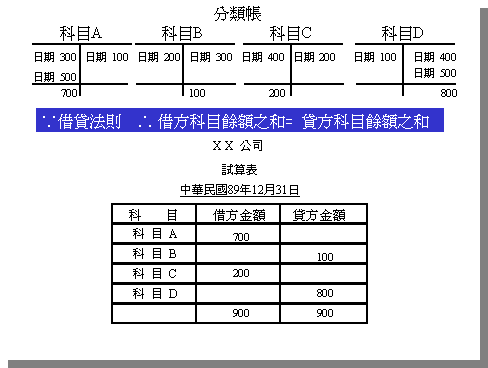 分類帳
科目A 科目B 科目C 科目D
日期 300 日期 100 日期 200 日期 300 日期 400 日期 200 日期 100 日期 400
日期 500 日期 500
700 100 200 800
∵借貸法則 ∴借方科目餘額之和= 貸方科目餘額之和
X X 公司
試算表
中華民國89年12月31日
科 目 借方金額 貸方金額
科 目 A 700
科 目 B 100
科 目 C 200
科 目 D 800
900 900